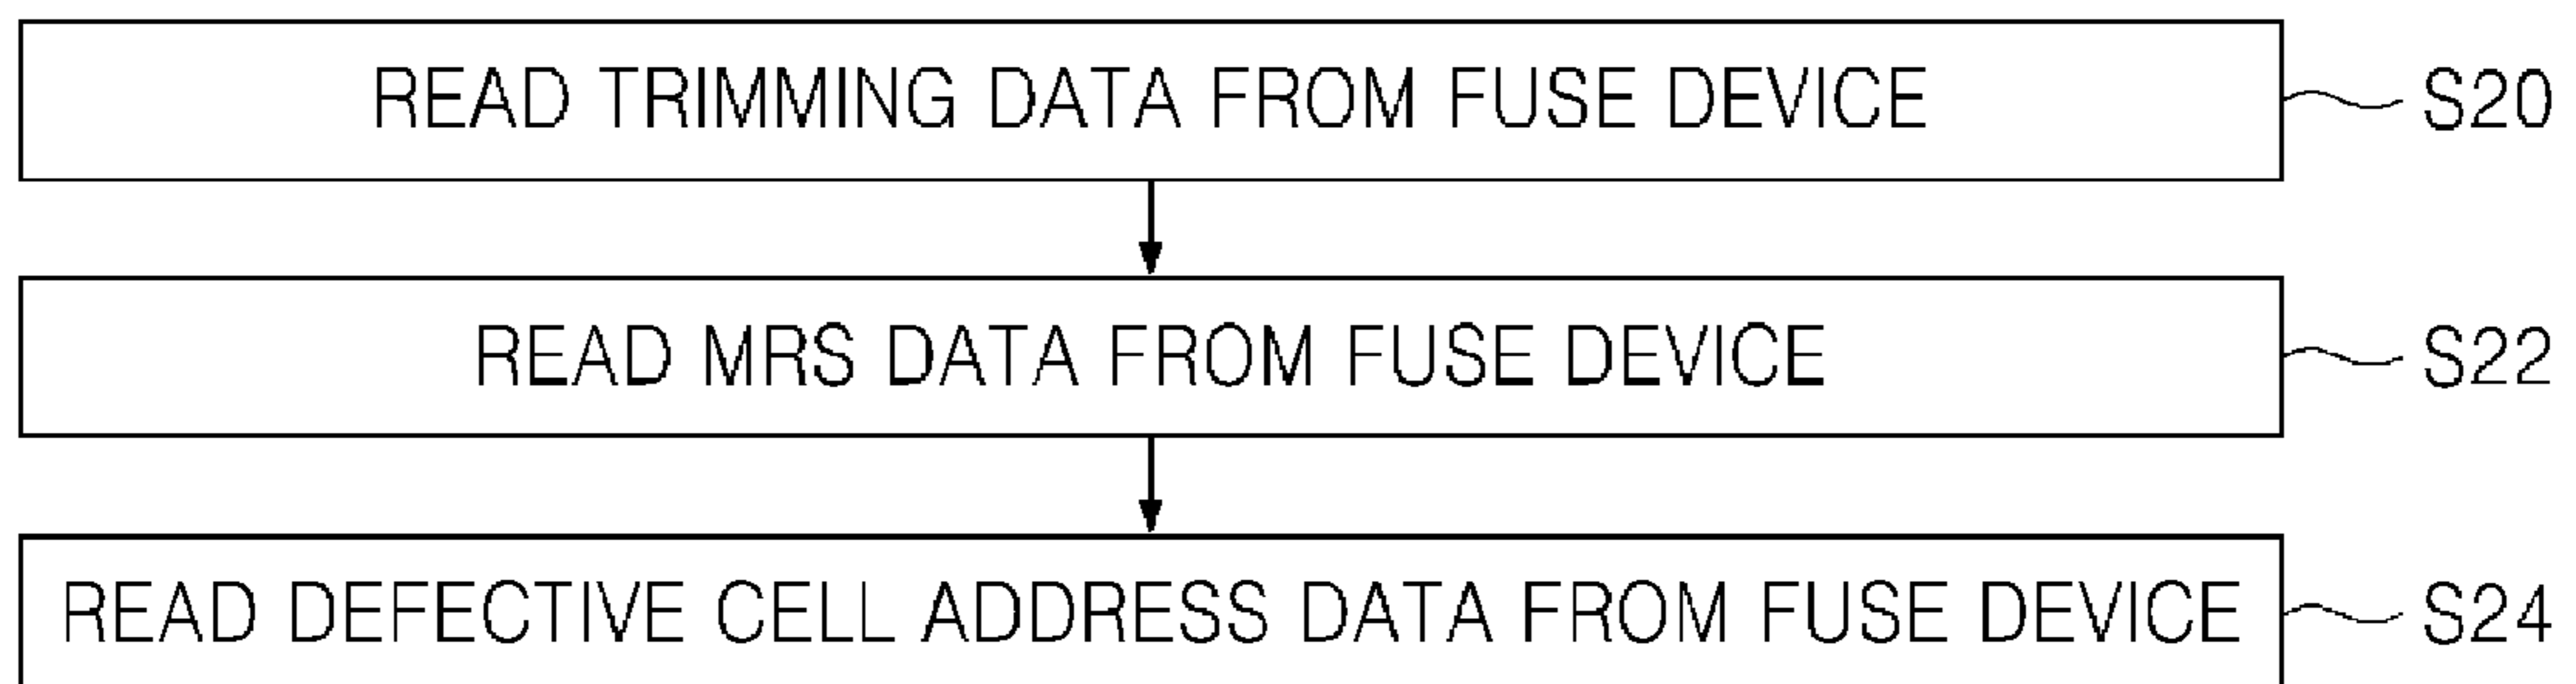 READ TRIMMING DATA FROM FUSE DEVICE S20
READ MRS DATA FROM FUSE DEVICE S22
READ DEFECTIVE CELL ADDRESS DATA FROM FUSE DEVICE S24